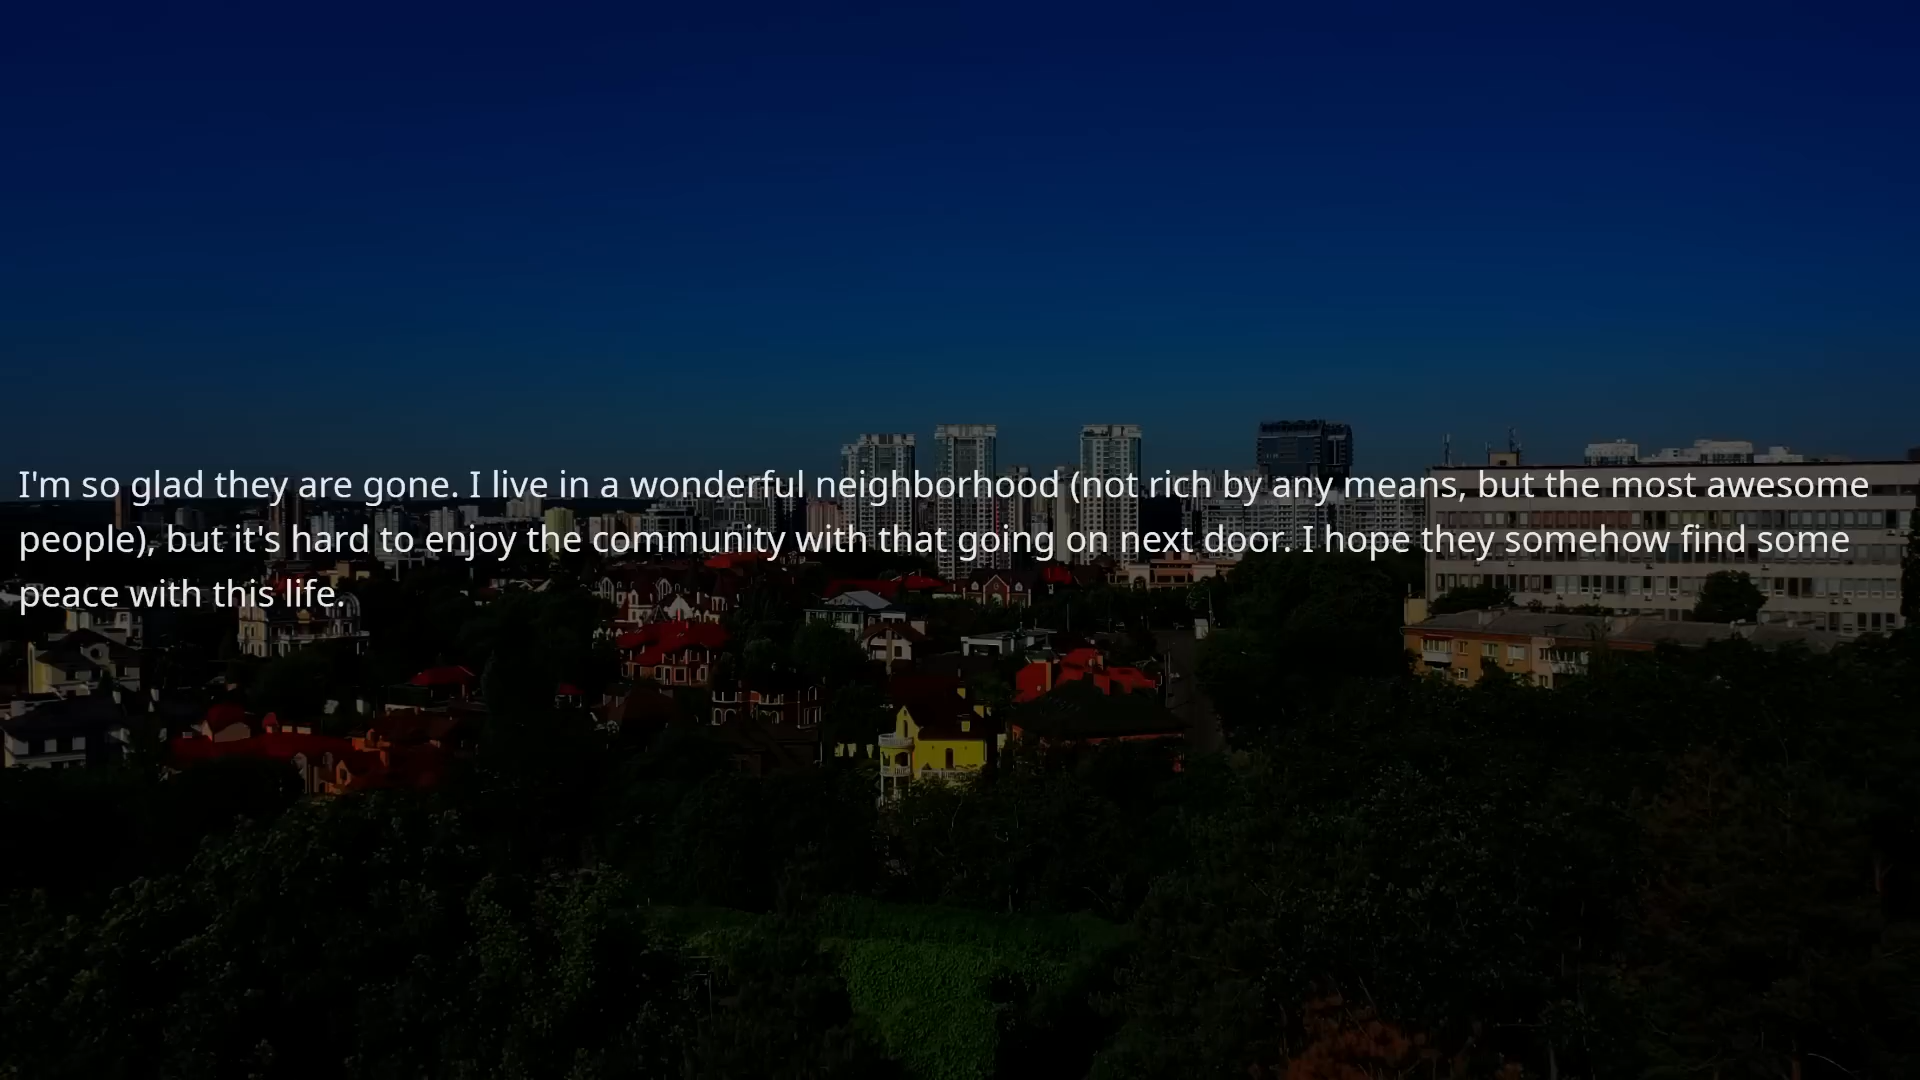 I'm so glad they are gone. I live in a wonderful neighborhood (not rich by any means, but the most awesome
people), but it's hard to enjoy the community with that going on next door. I hope they somehow find some
peace with this life.